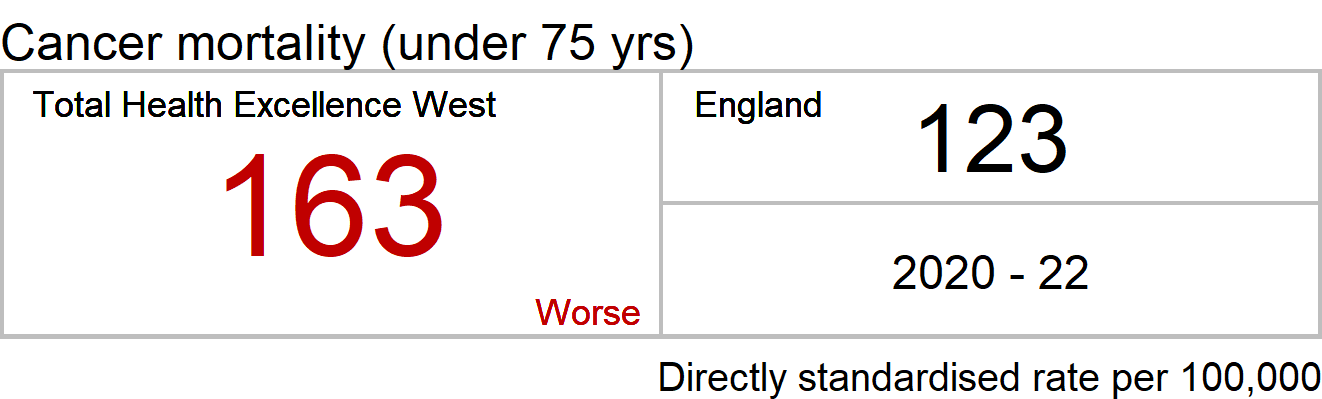 Cancer mortality (under 75 yrs)
Total Health Excellence West
163
Worse
England
123
2020 - 22
Directly standardised rate per 100,000